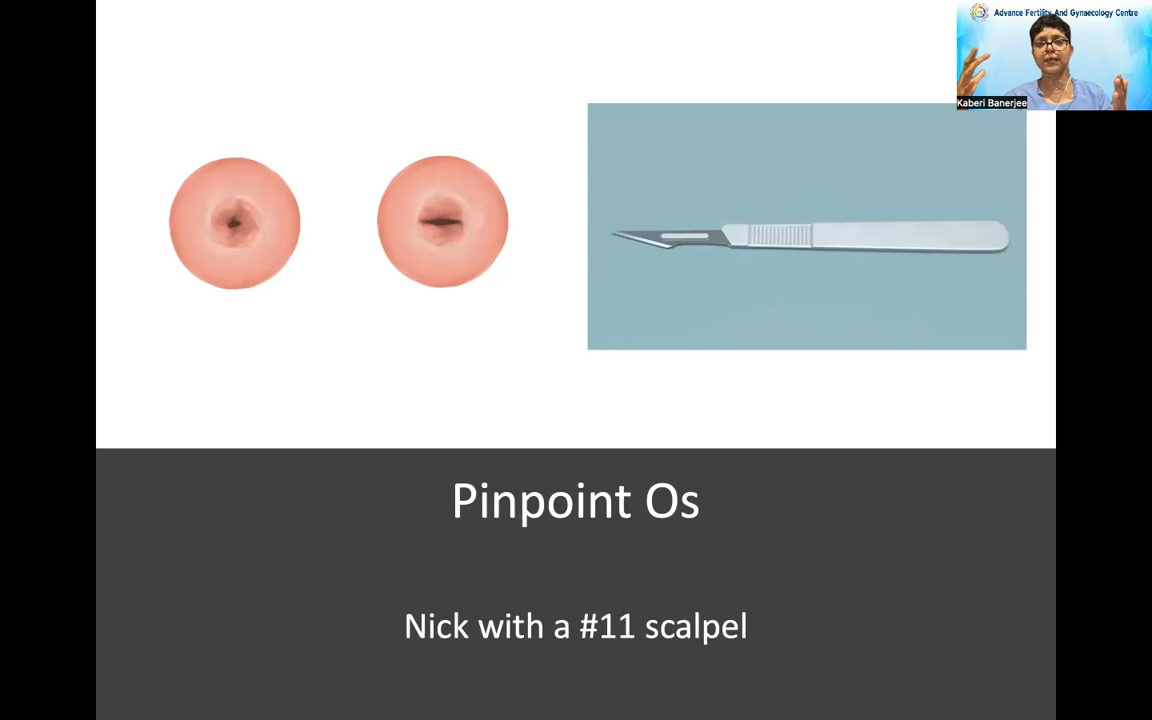 Advance Fertility And Gynaecology Centre
Kaberi Banerjee
Pinpoint Os
Nick with a #11 scalpel